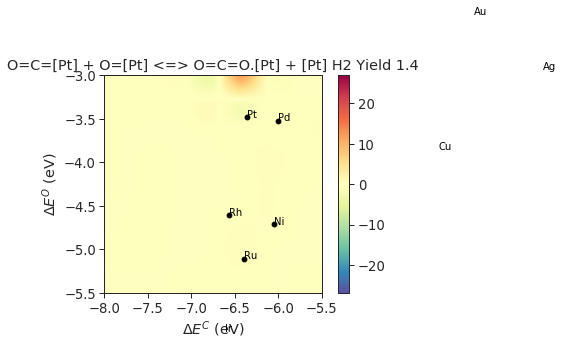 Au
O=C=[Pt] + O=[Pt] <=> O=C=O.[Pt] + [Pt] H2 Yield 1.4
Ag
−3.0
−3.5
−4.0
−4.5
−5.0
−5.5
ΔE^O (eV)
Pt
Pd
Rh
Ni
Ru
Cu
20
10
0
−10
−20
−8.0 −7.5 −7.0 −6.5 −6.0 −5.5
ΔE^C (eV)
Ir